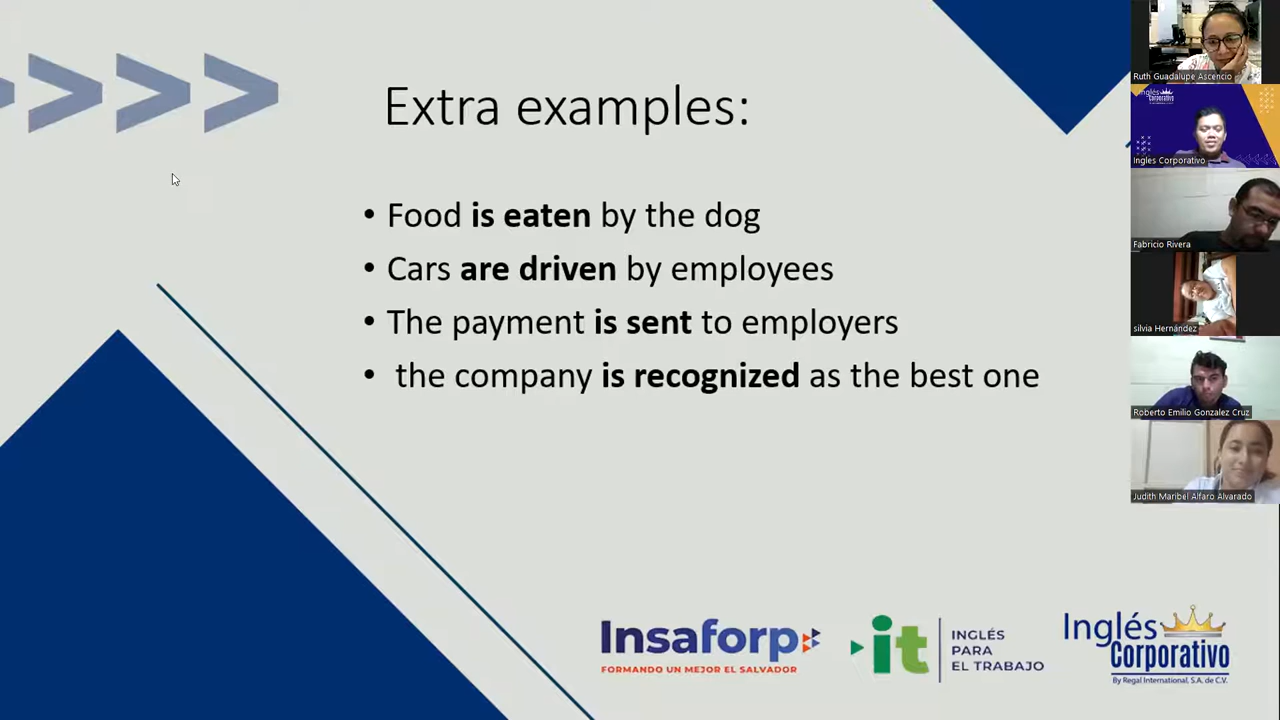 Extra examples:
• Food is eaten by the dog
• Cars are driven by employees
• The payment is sent to employers
• the company is recognized as the best one
Insaforp
FORMANDO UN MEJOR EL SALVADOR
it
INGLÉS
PARA
EL TRABAJO
Inglés
Corporativo
By Regal International, S.A. de C.V.
Ruth Guadalupe Ascencio
Inglés
Corporativo
Ingles Corporativo
Fabricio Rivera
silvia Hernández
Roberto Emilio Gonzalez Cruz
Judith Maribel Alfaro Alvarado